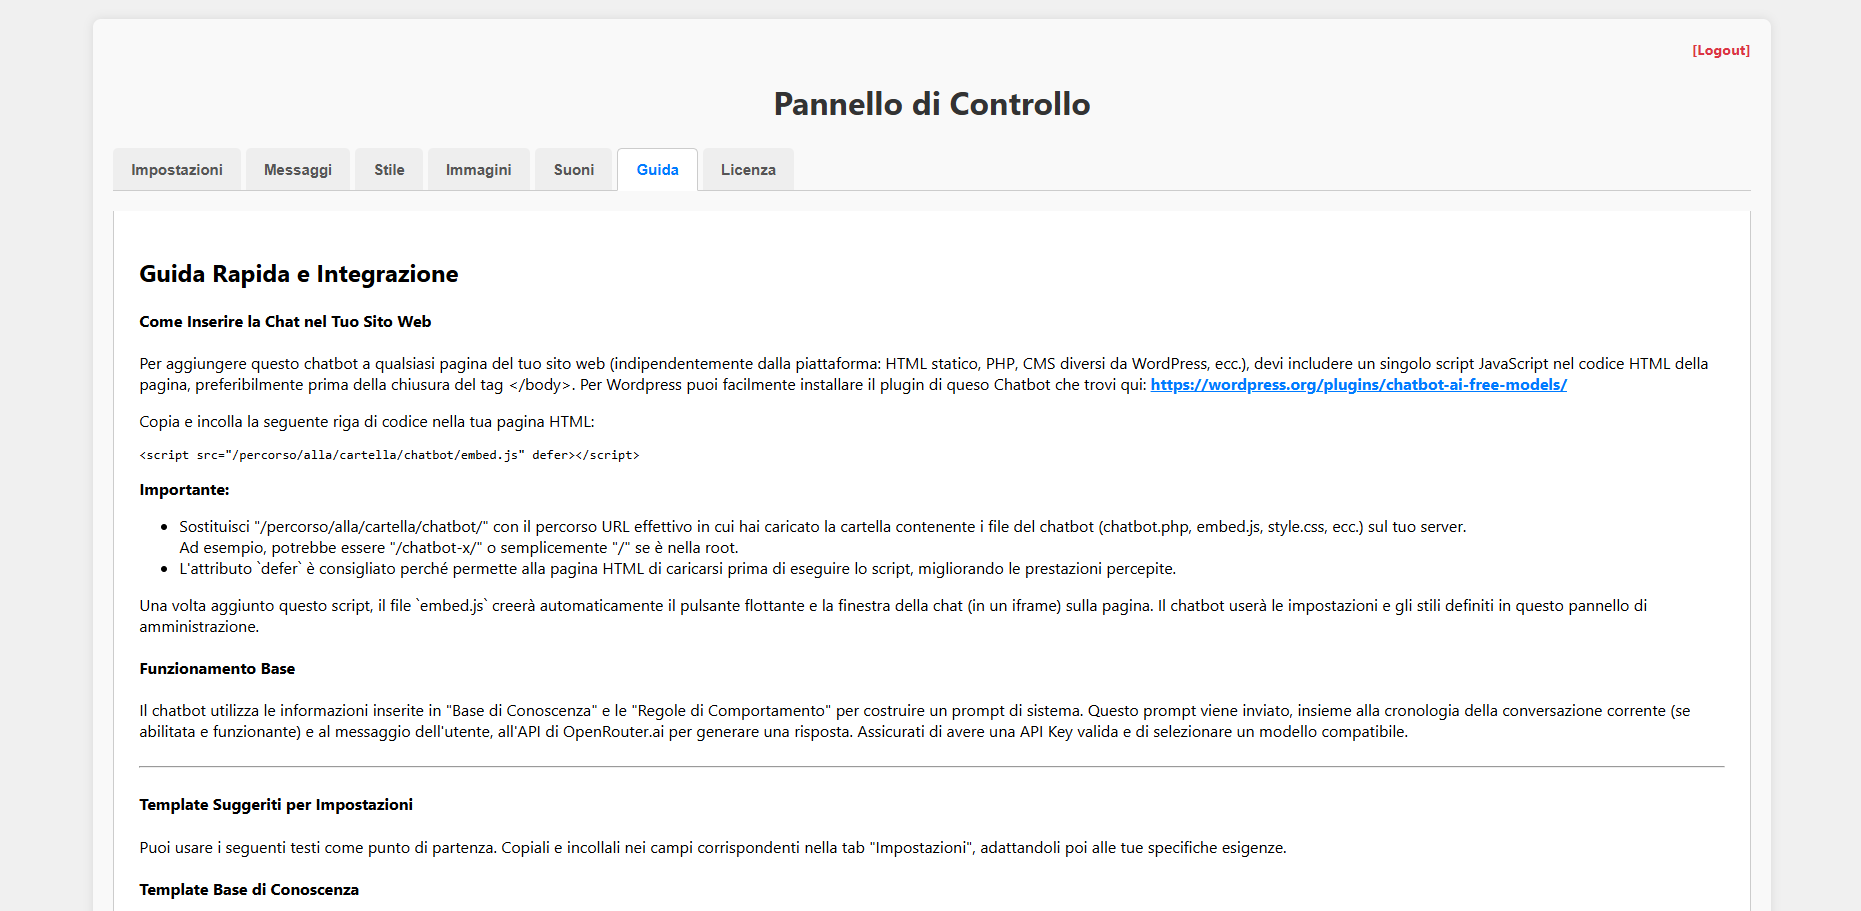 [Logout]
Pannello di Controllo
Impostazioni
Messaggi
Stile
Immagini
Suoni
Guida
Licenza
Guida Rapida e Integrazione
Come Inserire la Chat nel Tuo Sito Web
Per aggiungere questo chatbot a qualsiasi pagina del tuo sito web (indipendentemente dalla piattaforma: HTML statico, PHP, CMS diversi da WordPress, ecc.), devi includere un singolo script JavaScript nel codice HTML della
pagina, preferibilmente prima della chiusura del tag </body>. Per Wordpress puoi facilmente installare il plugin di queso Chatbot che trovi qui: https://wordpress.org/plugins/chatbot-ai-free-models/
Copia e incolla la seguente riga di codice nella tua pagina HTML:
<script src="/percorso/alla/cartella/chatbot/embed.js" defer></script>
Importante:
• Sostituisci "/percorso/alla/cartella/chatbot/" con il percorso URL effettivo in cui hai caricato la cartella contenente i file del chatbot (chatbot.php, embed.js, style.css, ecc.) sul tuo server.
Ad esempio, potrebbe essere "/chatbot-x/" o semplicemente "/" se è nella root.
• L'attributo `defer` è consigliato perché permette alla pagina HTML di caricarsi prima di eseguire lo script, migliorando le prestazioni percepite.
Una volta aggiunto questo script, il file `embed.js` creerà automaticamente il pulsante flottante e la finestra della chat (in un iframe) sulla pagina. Il chatbot userà le impostazioni e gli stili definiti in questo pannello di
amministrazione.
Funzionamento Base
Il chatbot utilizza le informazioni inserite in "Base di Conoscenza" e le "Regole di Comportamento" per costruire un prompt di sistema. Questo prompt viene inviato, insieme alla cronologia della conversazione corrente (se
abilitata e funzionante) e al messaggio dell'utente, all'API di OpenRouter.ai per generare una risposta. Assicurati di avere una API Key valida e di selezionare un modello compatibile.
Template Suggeriti per Impostazioni
Puoi usare i seguenti testi come punto di partenza. Copiali e incollali nei campi corrispondenti nella tab "Impostazioni", adattandoli poi alle tue specifiche esigenze.
Template Base di Conoscenza